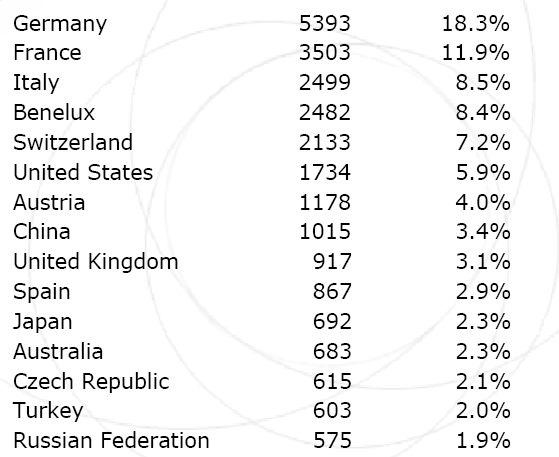 Germany 5393 18.3%
France 3503 11.9%
Italy 2499 8.5%
Benelux 2482 8.4%
Switzerland 2133 7.2%
United States 1734 5.9%
Austria 1178 4.0%
China 1015 3.4%
United Kingdom 917 3.1%
Spain 867 2.9%
Japan 692 2.3%
Australia 683 2.3%
Czech Republic 615 2.1%
Turkey 603 2.0%
Russian Federation 575 1.9%